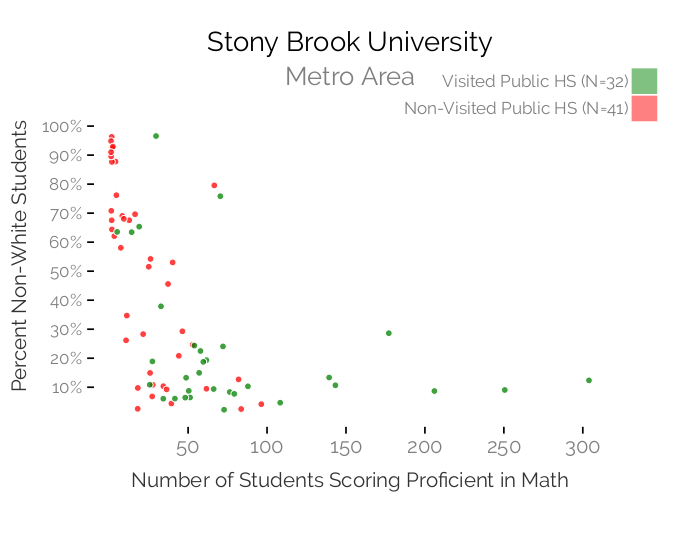 Stony Brook University
Metro Area
Visited Public HS (N=32)
Non-Visited Public HS (N=41)
Percent Non-White Students
100%
90%
80%
70%
60%
50%
40%
30%
20%
10%
50 100 150 200 250 300
Number of Students Scoring Proficient in Math